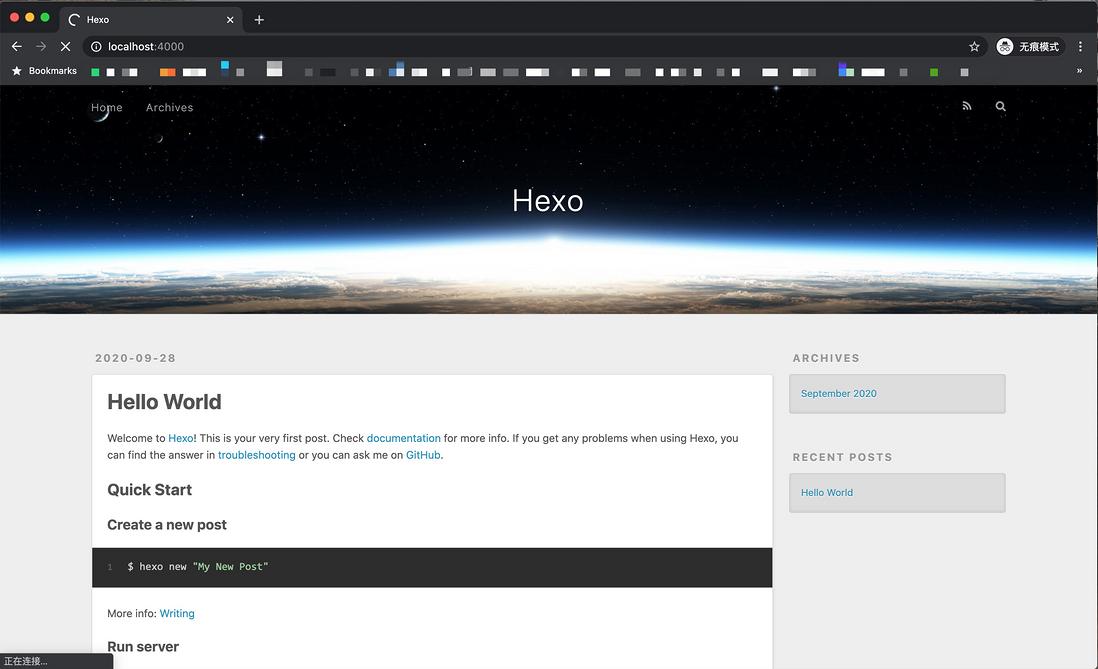 Hexo
localhost:4000
无痕模式
Bookmarks
»
Home Archives
Hexo
2020-09-28
Hello World
Welcome to Hexo! This is your very first post. Check documentation for more info. If you get any problems when using Hexo, you
can find the answer in troubleshooting or you can ask me on GitHub.
Quick Start
Create a new post
1 $ hexo new "My New Post"
More info: Writing
Run server
ARCHIVES
September 2020
RECENT POSTS
Hello World
正在连接...